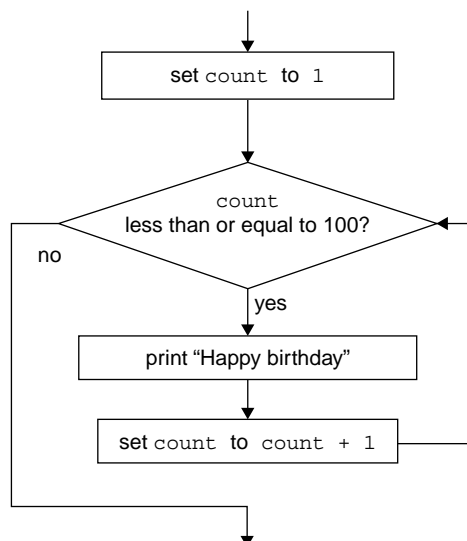 set count to 1
count
less than or equal to 100?
no
yes
print “Happy birthday”
set count to count + 1